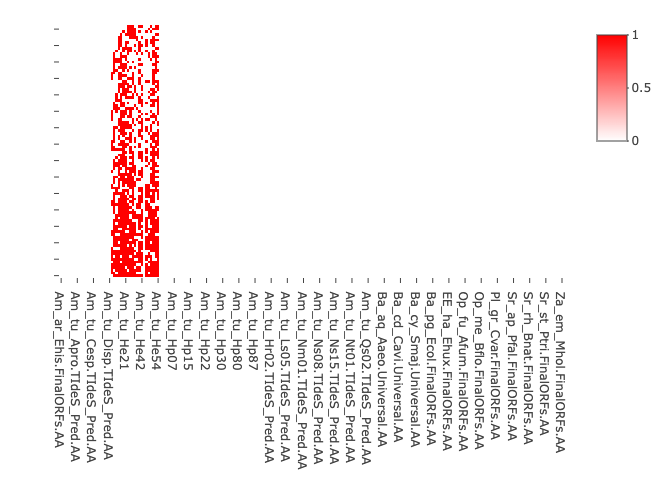 1
0.5
0
Am_ar_Ehis.FinalORFs.AA
Am_tu_Apro.TIdeS_Pred.AA
Am_tu_Cesp.TIdeS_Pred.AA
Am_tu_Disp.TIdeS_Pred.AA
Am_tu_He21
Am_tu_He42
Am_tu_He54
Am_tu_Hp07
Am_tu_Hp15
Am_tu_Hp22
Am_tu_Hp30
Am_tu_Hp80
Am_tu_Hp87
Am_tu_Hr02.TIdeS_Pred.AA
Am_tu_Ls05.TIdeS_Pred.AA
Am_tu_Nm01.TIdeS_Pred.AA
Am_tu_Ns08.TIdeS_Pred.AA
Am_tu_Ns15.TIdeS_Pred.AA
Am_tu_Nt01.TIdeS_Pred.AA
Am_tu_Qs02.TIdeS_Pred.AA
Ba_aq_Aaeo.Universal.AA
Ba_cd_Cavi.Universal.AA
Ba_cy_Smaj.Universal.AA
Ba_pg_Ecol.FinalORFs.AA
EE_ha_Ehux.FinalORFs.AA
Op_fu_Afum.FinalORFs.AA
Op_me_Bflo.FinalORFs.AA
Pl_gr_Cvar.FinalORFs.AA
Sr_ap_Pfal.FinalORFs.AA
Sr_rh_Bnat.FinalORFs.AA
Sr_st_Ptri.FinalORFs.AA
Za_em_Mhol.FinalORFs.AA